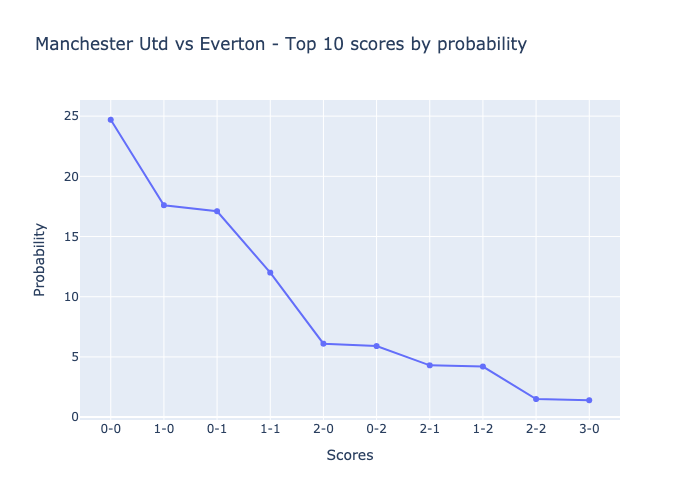 Manchester Utd vs Everton - Top 10 scores by probability
25
20
15
10
5
0
Probability
0-0 1-0 0-1 1-1 2-0 0-2 2-1 1-2 2-2 3-0
Scores